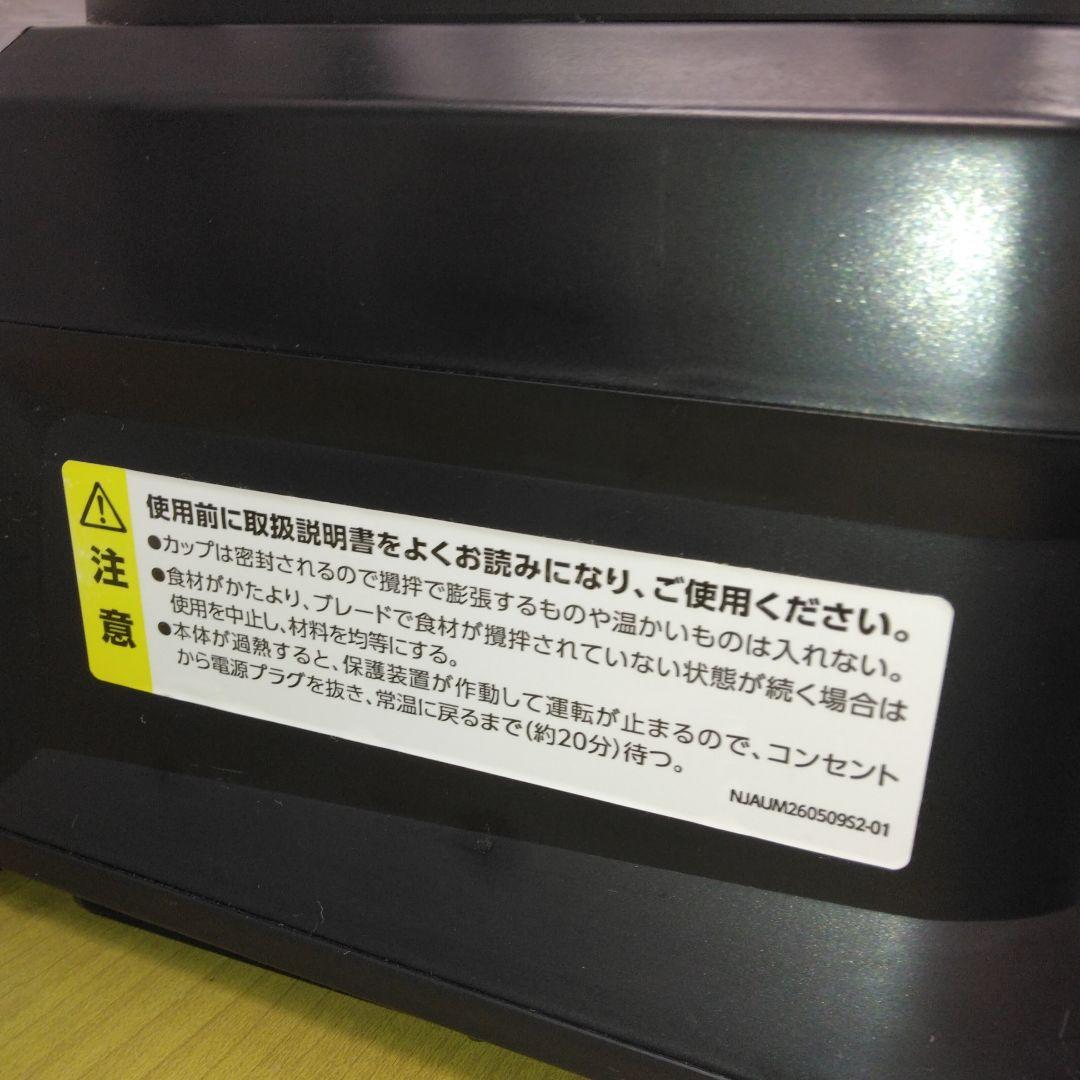 注意
使用前に取扱説明書をよくお読みになり、ご使用ください。
●カップは密封されるので攪拌で膨張するものや温かいものは入れない。
●食材がかたより、ブレードで食材が攪拌されていない状態が続く場合は
使用を中止し、材料を均等にする。
●本体が過熱すると、保護装置が作動して運転が止まるので、コンセント
から電源プラグを抜き、常温に戻るまで(約20分)待つ。
NJAUM260509S2-01